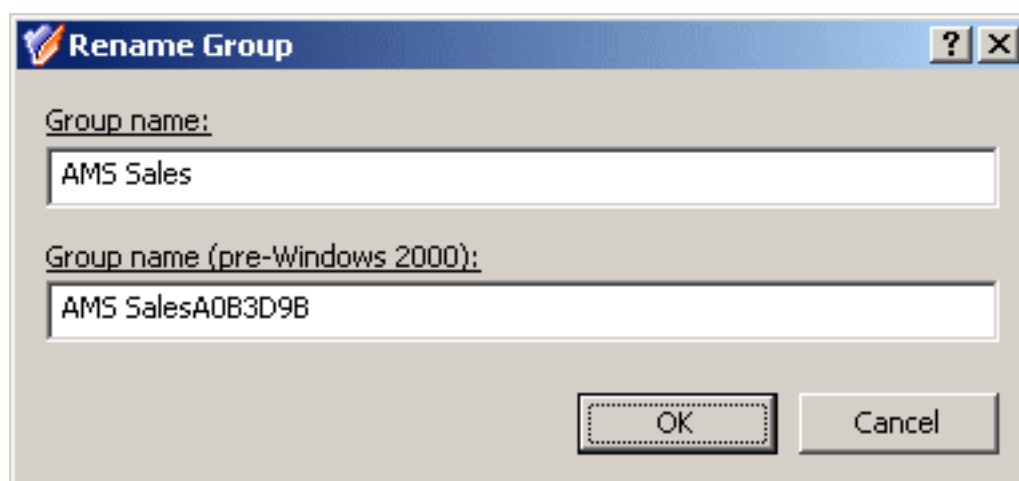 Rename Group
Group name:
AMS Sales
Group name (pre-Windows 2000):
AMS SalesA0B3D9B
OK Cancel